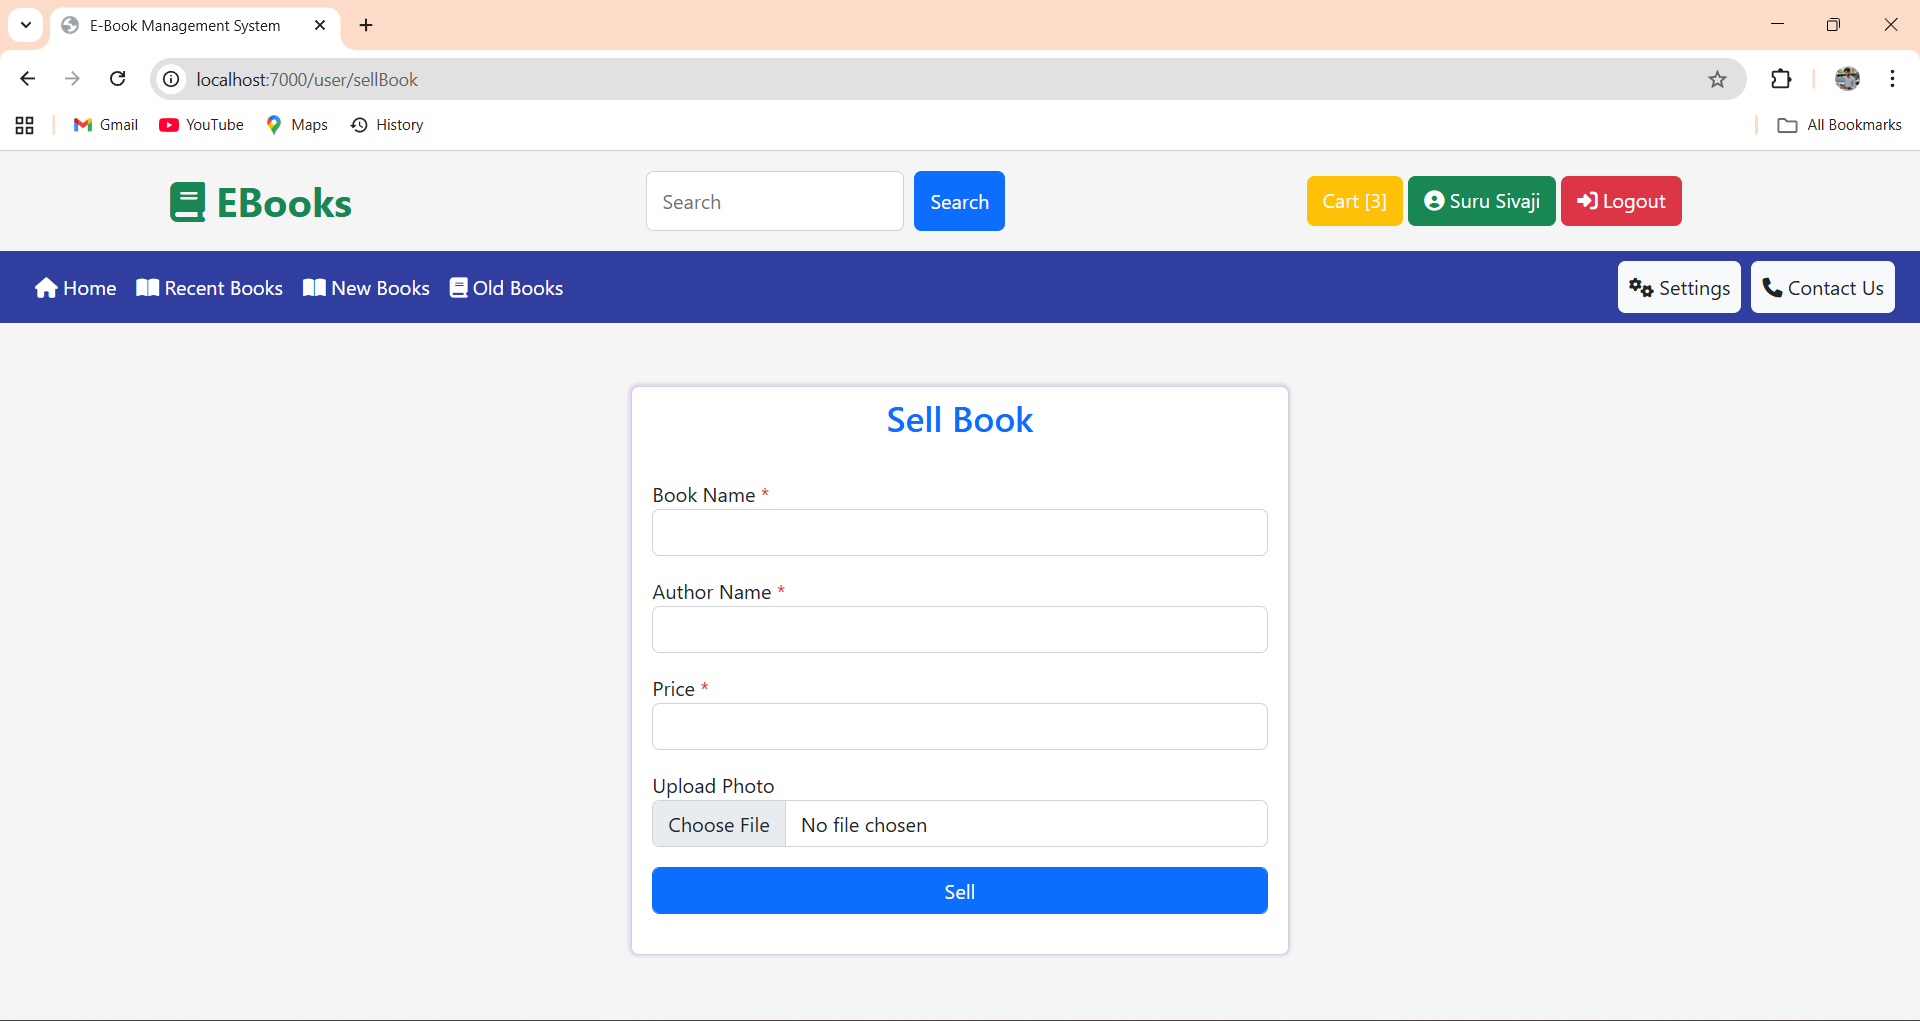 E-Book Management System
localhost:7000/user/sellBook
Gmail YouTube Maps History All Bookmarks
EBooks Search Search Cart [3] Suru Sivaji Logout
Home Recent Books New Books Old Books Settings Contact Us
Sell Book
Book Name *
Author Name *
Price *
Upload Photo
Choose File No file chosen
Sell